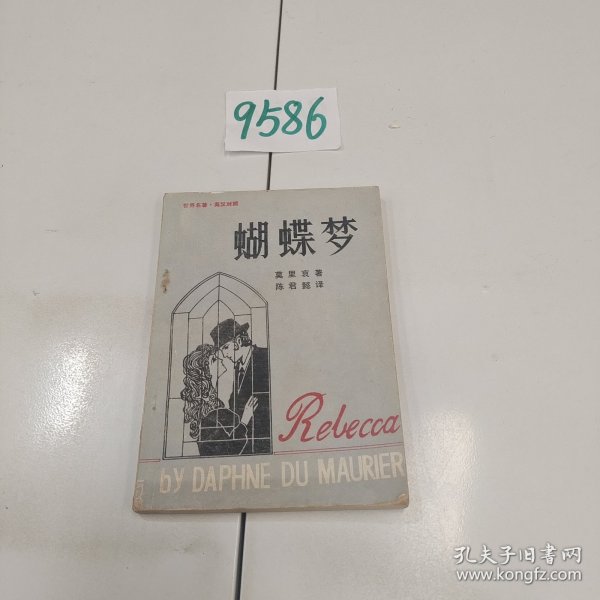 9586
世界名著·英汉对照
蝴蝶梦
莫里哀著
陈君懿译
Rebecca
by DAPHNE DU MAURIER
孔夫子旧书网
www.kongfz.com